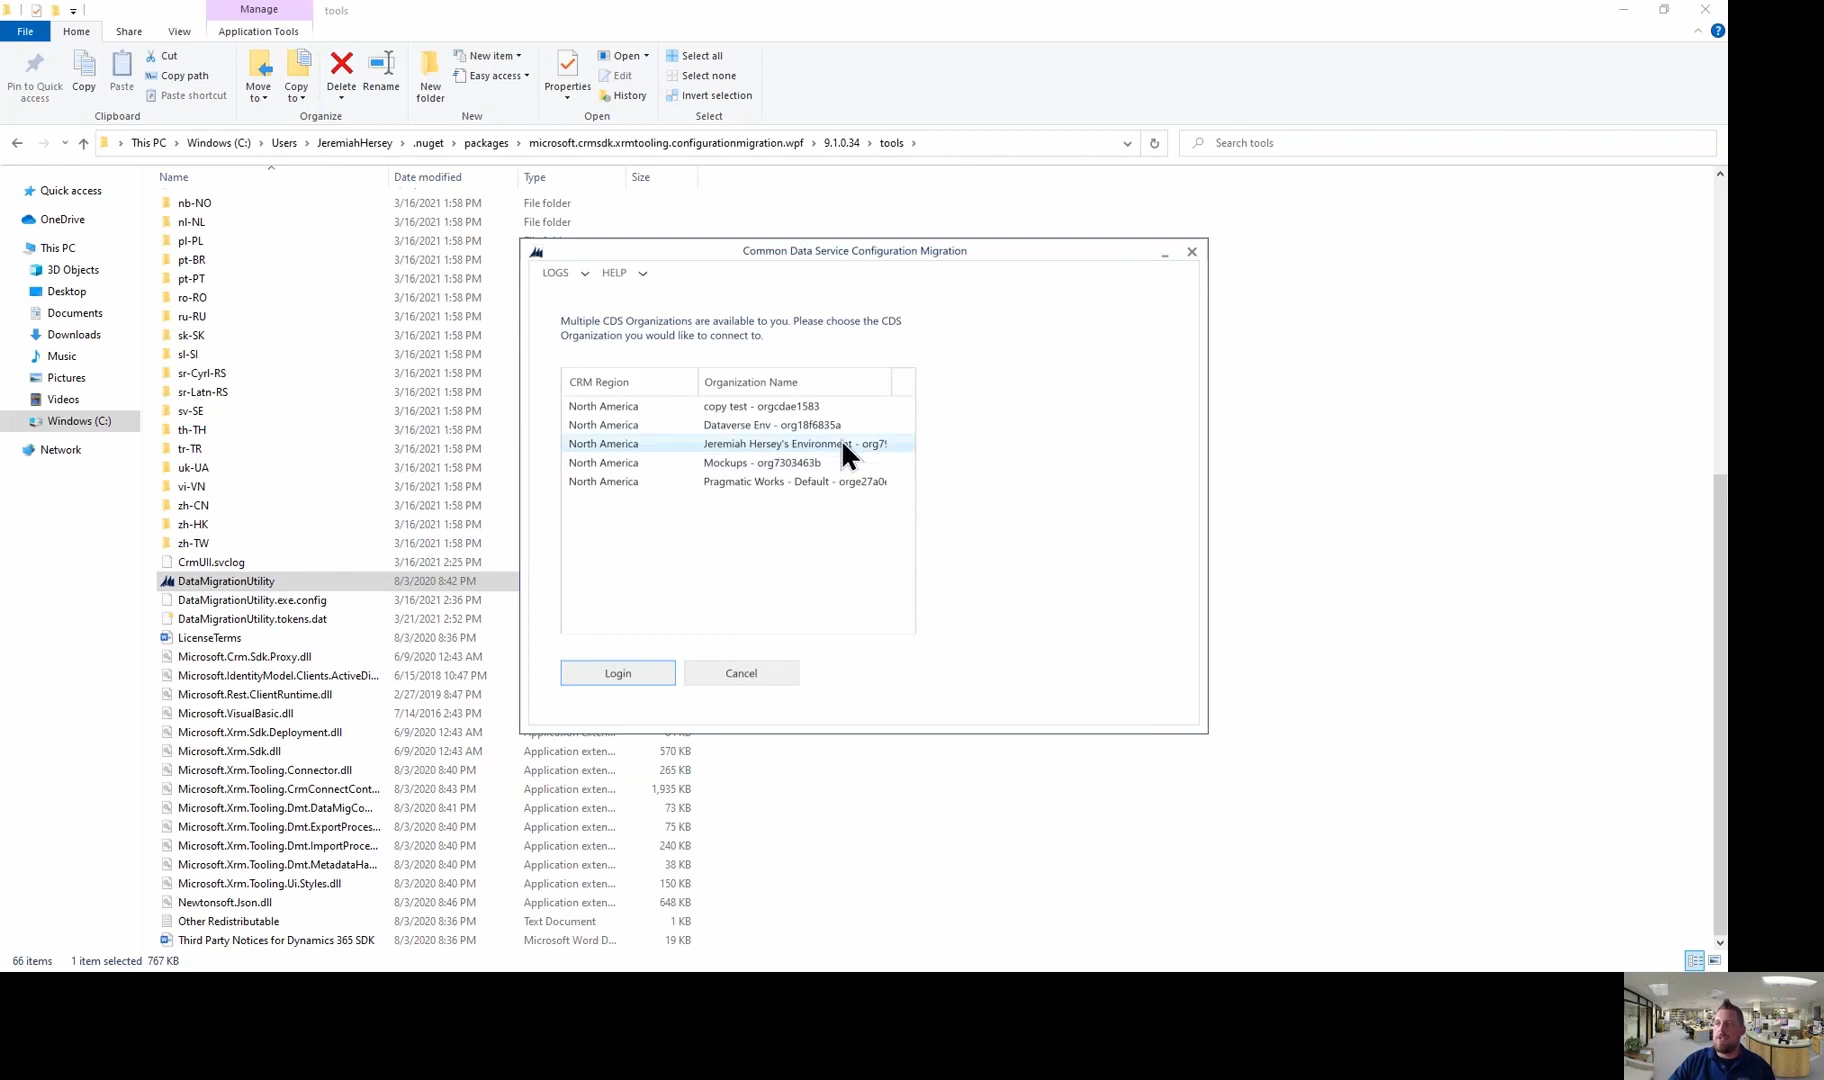 Manage
tools
File
Home
Share
View
Application Tools
Pin to Quick access
Copy
Paste
Cut
Copy path
Paste shortcut
Clipboard
Move to
Copy to
Delete
Rename
Organize
New folder
New item
Easy access
New
Properties
Open
Edit
History
Open
Select all
Select none
Invert selection
Select
This PC > Windows (C:) > Users > JeremiahHersey > .nuget > packages > microsoft.crmsdk.xrmtooling.configurationmigration.wpf > 9.1.0.34 > tools >
Search tools
Quick access
OneDrive
This PC
3D Objects
Desktop
Documents
Downloads
Music
Pictures
Videos
Windows (C:)
Network
Name Date modified Type Size
nb-NO 3/16/2021 1:58 PM File folder
nl-NL 3/16/2021 1:58 PM File folder
pl-PL 3/16/2021 1:58 PM
pt-BR 3/16/2021 1:58 PM
pt-PT 3/16/2021 1:58 PM
ro-RO 3/16/2021 1:58 PM
ru-RU 3/16/2021 1:58 PM
sk-SK 3/16/2021 1:58 PM
sl-SI 3/16/2021 1:58 PM
sr-Cyrl-RS 3/16/2021 1:58 PM
sr-Latn-RS 3/16/2021 1:58 PM
sv-SE 3/16/2021 1:58 PM
th-TH 3/16/2021 1:58 PM
tr-TR 3/16/2021 1:58 PM
uk-UA 3/16/2021 1:58 PM
vi-VN 3/16/2021 1:58 PM
zh-CN 3/16/2021 1:58 PM
zh-HK 3/16/2021 1:58 PM
zh-TW 3/16/2021 1:58 PM
CrmUII.svclog 3/16/2021 2:25 PM
DataMigrationUtility 8/3/2020 8:42 PM
DataMigrationUtility.exe.config 3/16/2021 2:36 PM
DataMigrationUtility.tokens.dat 3/21/2021 2:52 PM
LicenseTerms 8/3/2020 8:36 PM
Microsoft.Crm.Sdk.Proxy.dll 6/9/2020 12:43 AM
Microsoft.IdentityModel.Clients.ActiveDi... 6/15/2018 10:47 PM
Microsoft.Rest.ClientRuntime.dll 2/27/2019 8:47 PM
Microsoft.VisualBasic.dll 7/14/2016 2:43 PM
Microsoft.Xrm.Sdk.Deployment.dll 6/9/2020 12:43 AM
Microsoft.Xrm.Sdk.dll 6/9/2020 12:43 AM Application exten... 570 KB
Microsoft.Xrm.Tooling.Connector.dll 8/3/2020 8:40 PM Application exten... 265 KB
Microsoft.Xrm.Tooling.CrmConnectCont... 8/3/2020 8:43 PM Application exten... 1,935 KB
Microsoft.Xrm.Tooling.Dmt.DataMigCo... 8/3/2020 8:41 PM Application exten... 73 KB
Microsoft.Xrm.Tooling.Dmt.ExportProces... 8/3/2020 8:40 PM Application exten... 75 KB
Microsoft.Xrm.Tooling.Dmt.ImportProce... 8/3/2020 8:40 PM Application exten... 240 KB
Microsoft.Xrm.Tooling.Dmt.MetadataHa... 8/3/2020 8:40 PM Application exten... 38 KB
Microsoft.Xrm.Tooling.Ui.Styles.dll 8/3/2020 8:40 PM Application exten... 150 KB
Newtonsoft.Json.dll 8/3/2020 8:46 PM Application exten... 648 KB
Other Redistributable 8/3/2020 8:36 PM Text Document 1 KB
Third Party Notices for Dynamics 365 SDK 8/3/2020 8:36 PM Microsoft Word D... 19 KB
66 items 1 item selected 767 KB
Common Data Service Configuration Migration
LOGS HELP
Multiple CDS Organizations are available to you. Please choose the CDS
Organization you would like to connect to.
CRM Region Organization Name
North America copy test - orgcdae1583
North America Dataverse Env - org18f6835a
North America Jeremiah Hersey's Environment - org79
North America Mockups - org7303463b
North America Pragmatic Works - Default - orge27a0
Login Cancel